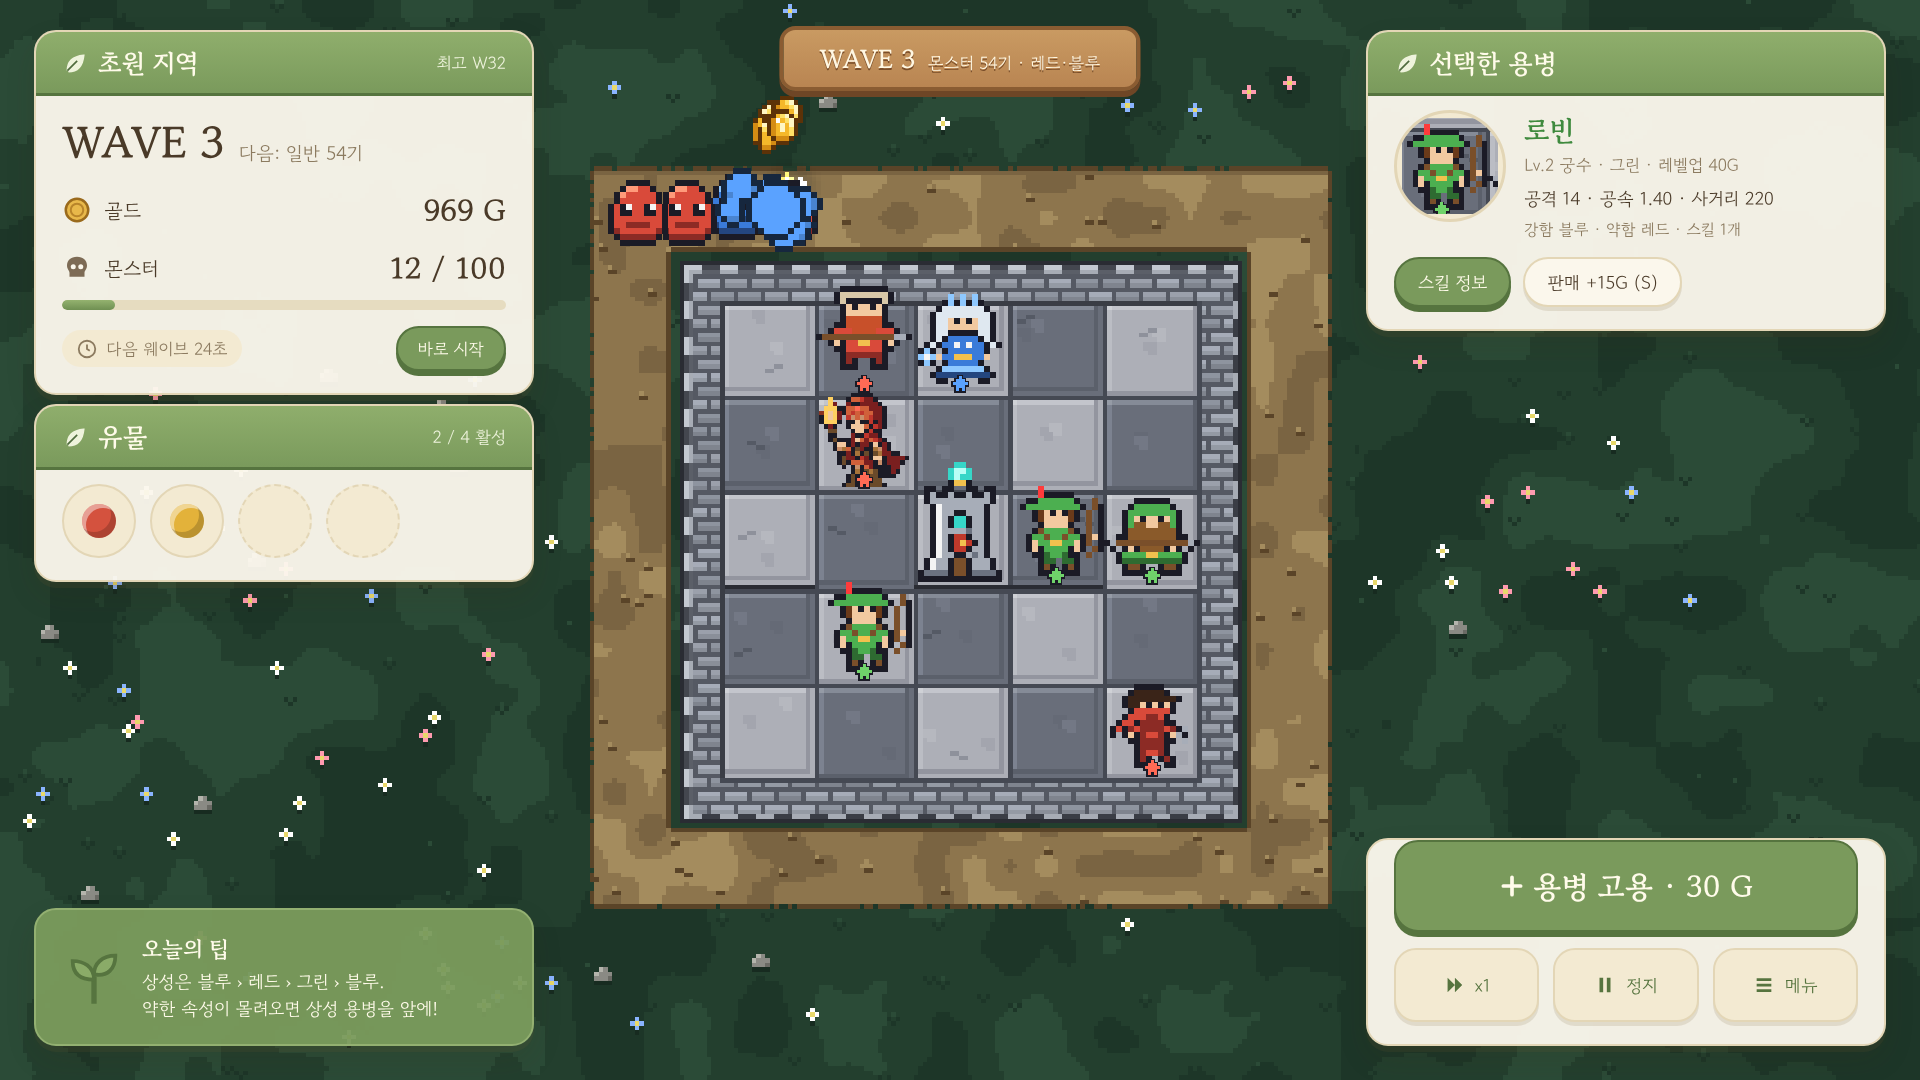 초원 지역
최고 W32
WAVE 3 다음: 일반 54기
골드 969 G
몬스터 12 / 100
다음 웨이브 24초
바로 시작
유물
2 / 4 활성
오늘의 팁
상성은 블루 › 레드 › 그린 › 블루.
약한 속성이 몰려오면 상성 용병을 앞에!
WAVE 3 몬스터 54기 · 레드·블루
선택한 용병
로빈
Lv.2 궁수 · 그린 · 레벨업 40G
공격 14 · 공속 1.40 · 사거리 220
강함 블루 · 약함 레드 · 스킬 1개
스킬 정보
판매 +15G (S)
+ 용병 고용 · 30 G
x1
정지
메뉴